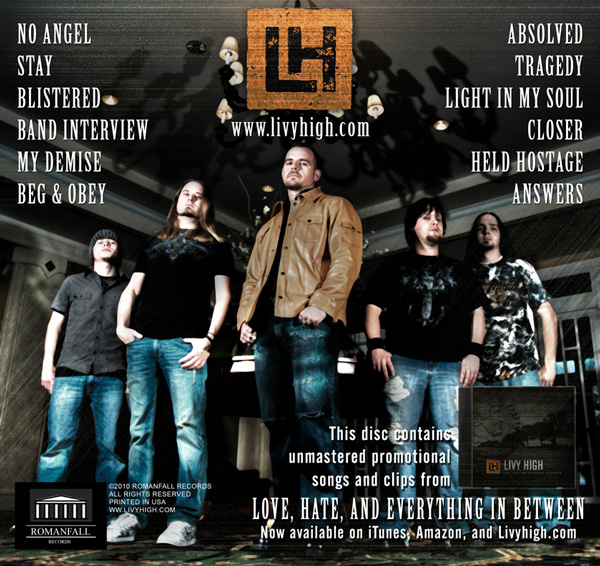 LH
www.livyhigh.com
NO ANGEL
STAY
BLISTERED
BAND INTERVIEW
MY DEMISE
BEG & OBEY
ABSOLVED
TRAGEDY
LIGHT IN MY SOUL
CLOSER
HELD HOSTAGE
ANSWERS
This disc contains
unmastered promotional
songs and clips from
LOVE, HATE, AND EVERYTHING IN BETWEEN
Now available on iTunes, Amazon, and Livyhigh.com
LH LIVY HIGH
ROMANFALL
RECORDS
©2010 ROMANFALL RECORDS
ALL RIGHTS RESERVED
PRINTED IN USA
WWW.LIVYHIGH.COM